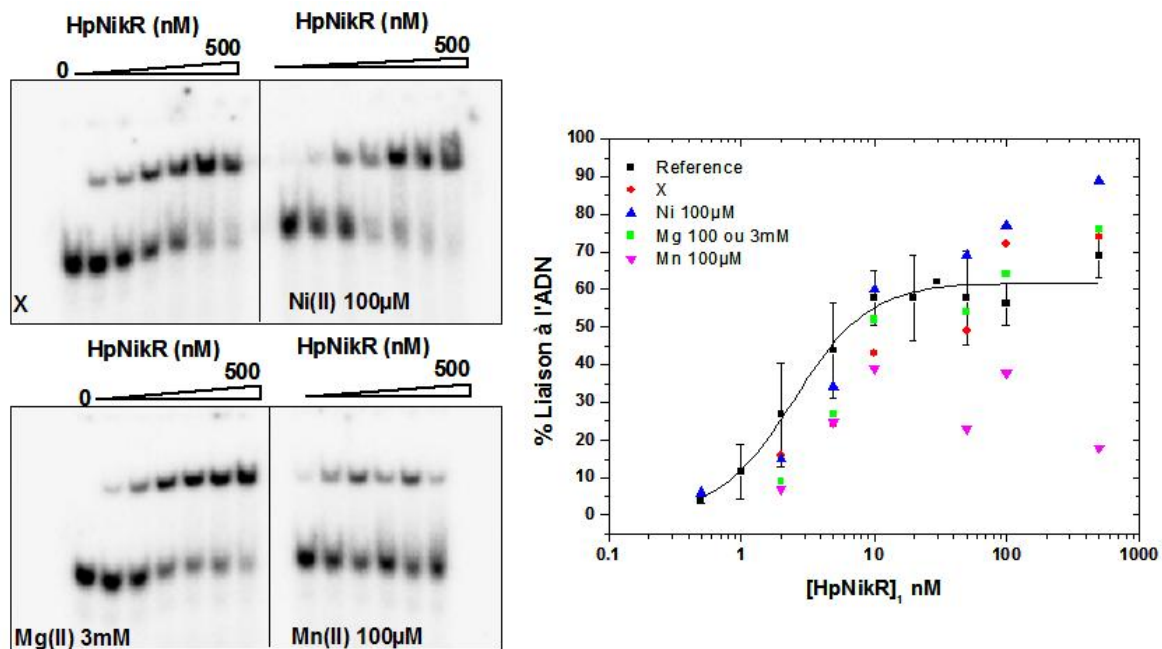 HpNikR (nM)
0
500
HpNikR (nM)
500
X
Ni(II) 100µM
HpNikR (nM)
0
500
HpNikR (nM)
500
Mg(II) 3mM
Mn(II) 100µM
% Liaison à l'ADN
100
90
80
70
60
50
40
30
20
10
0
Reference
X
Ni 100µM
Mg 100 ou 3mM
Mn 100µM
0.1
1
10
100
1000
[HpNikR]₁ nM